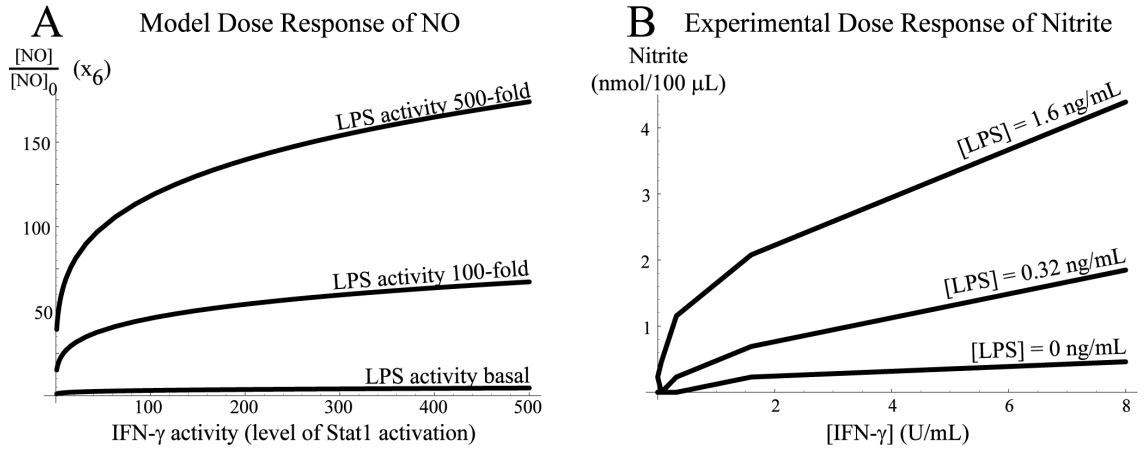 A Model Dose Response of NO
[NO]
[NO]0 (x6)
150
100
50
LPS activity 500-fold
LPS activity 100-fold
LPS activity basal
100 200 300 400 500
IFN-γ activity (level of Stat1 activation)
B Experimental Dose Response of Nitrite
Nitrite
(nmol/100 μL)
4
3
2
1
[LPS] = 1.6 ng/mL
[LPS] = 0.32 ng/mL
[LPS] = 0 ng/mL
0 2 4 6 8
[IFN-γ] (U/mL)